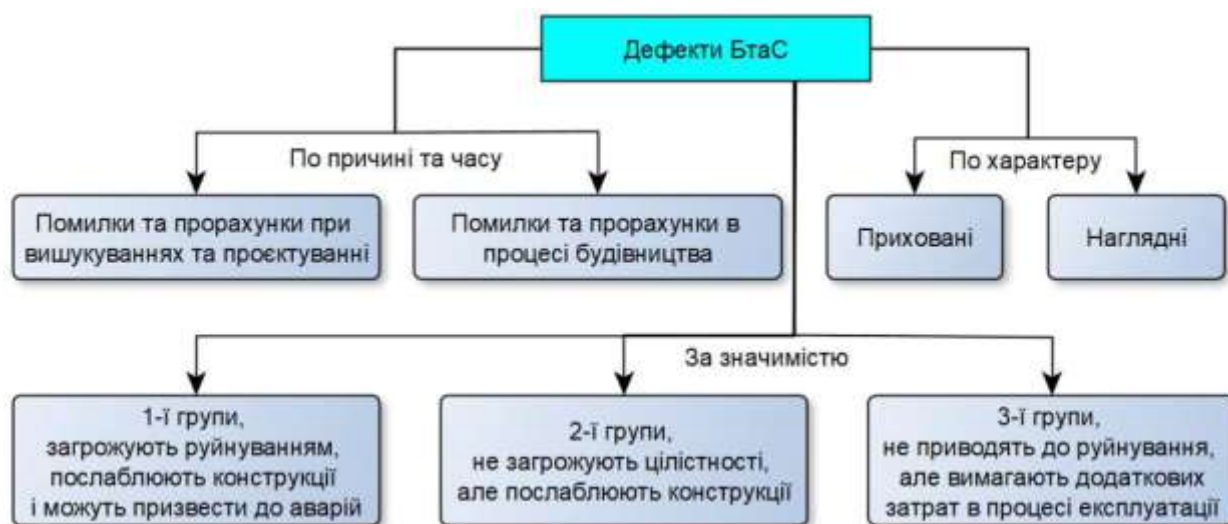 Дефекти БтаС
По причині та часу
По характеру
Помилки та прорахунки при
вишукуваннях та проєктуванні
Помилки та прорахунки в
процесі будівництва
Приховані
Наглядні
За значимістю
1-ї групи,
загрожують руйнуванням,
послаблюють конструкції
і можуть призвести до аварій
2-ї групи,
не загрожують цілістності,
але послаблюють конструкції
3-ї групи,
не приводять до руйнування,
але вимагають додаткових
затрат в процесі експлуатації